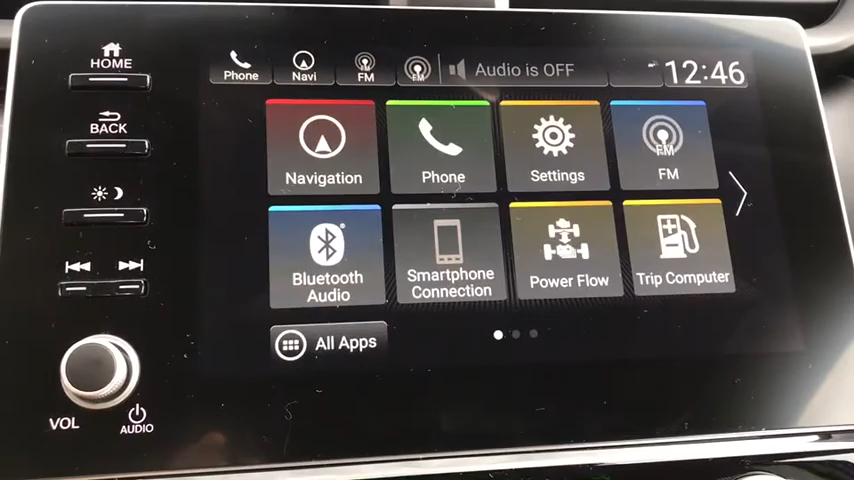 HOME
BACK
VOL
AUDIO
Phone
Navi
FM
FM
Audio is OFF
12:46
Navigation
Phone
Settings
FM
FM
Bluetooth
Audio
Smartphone
Connection
Power Flow
Trip Computer
All Apps